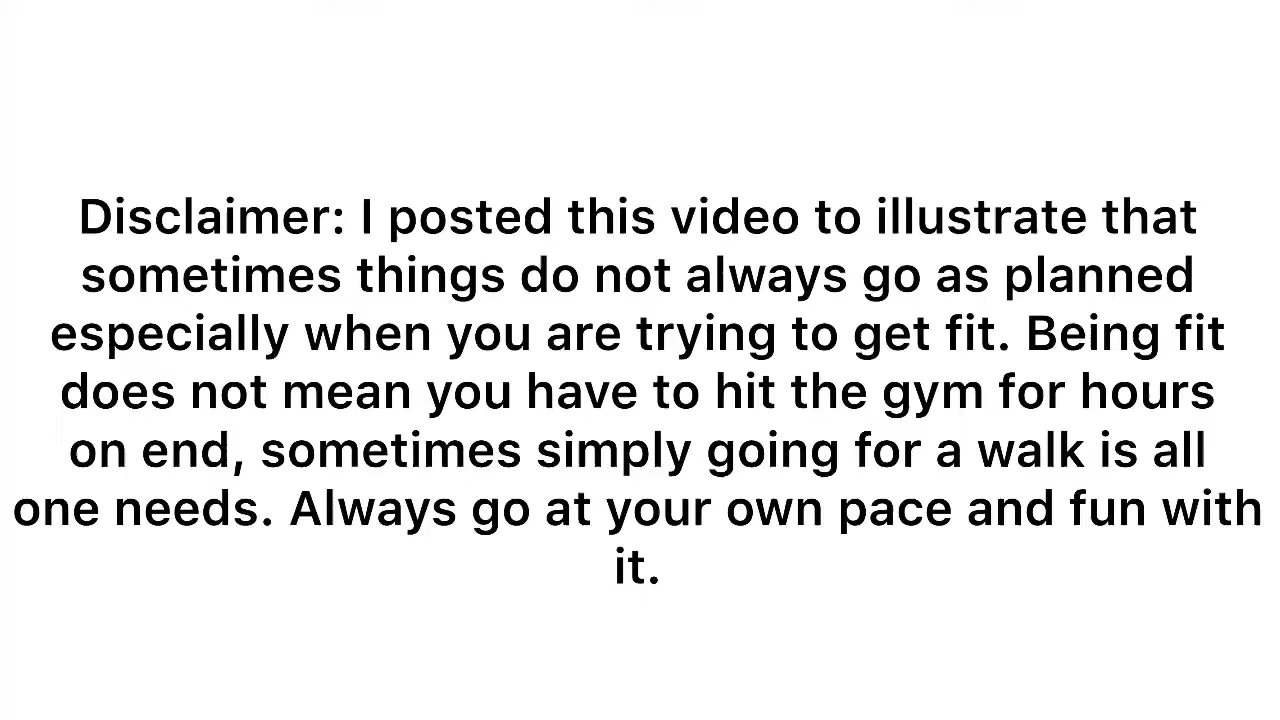 Disclaimer: I posted this video to illustrate that
sometimes things do not always go as planned
especially when you are trying to get fit. Being fit
does not mean you have to hit the gym for hours
on end, sometimes simply going for a walk is all
one needs. Always go at your own pace and fun with
it.